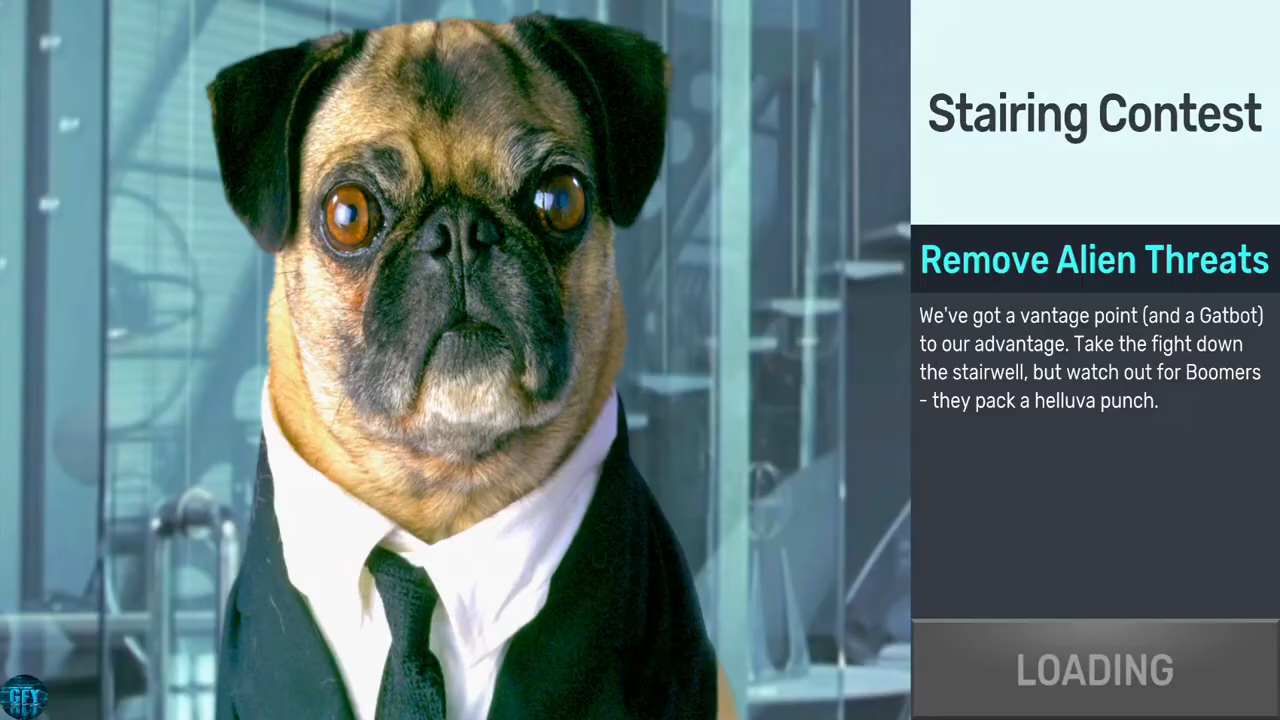 Stairing Contest
Remove Alien Threats
We've got a vantage point (and a Gatbot)
to our advantage. Take the fight down
the stairwell, but watch out for Boomers
- they pack a helluva punch.
LOADING
GFY